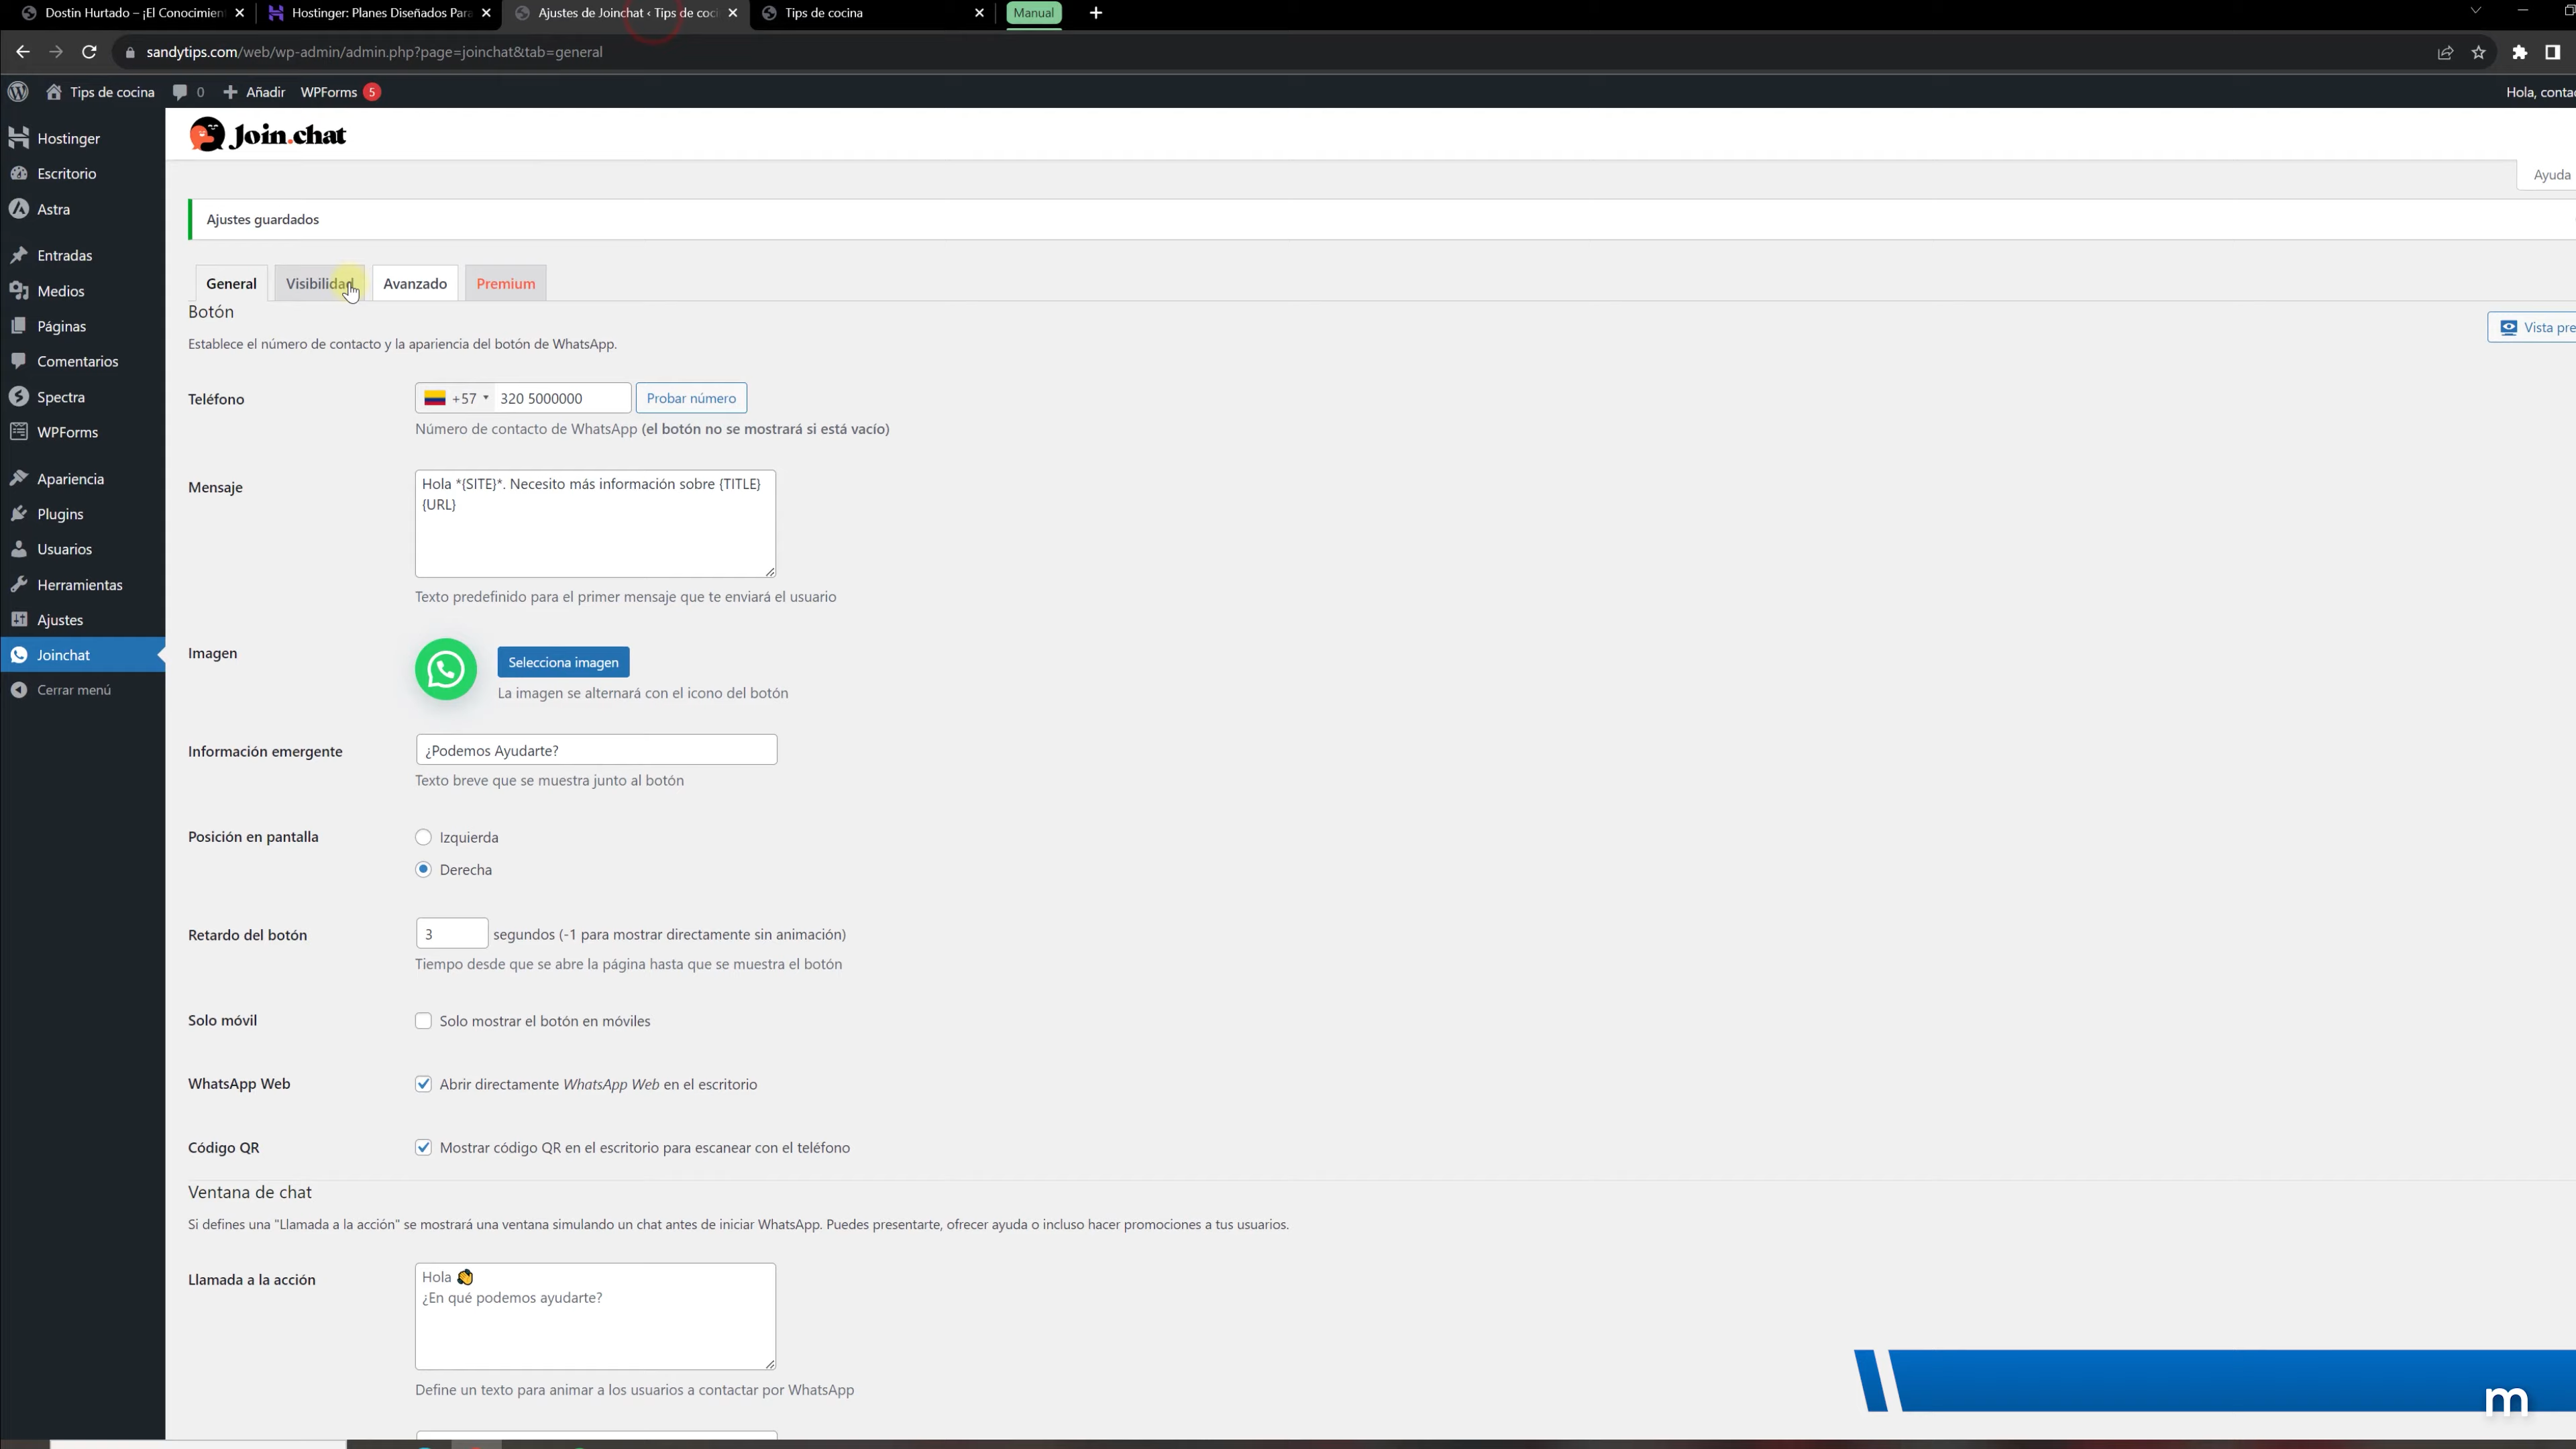 Dostin Hurtado – ¡El Conocimien
Hostinger: Planes Diseñados Para
Ajustes de Joinchat ‹ Tips de coci
Tips de cocina
Manual
sandytips.com/web/wp-admin/admin.php?page=joinchat&tab=general
Tips de cocina
0
Añadir
WPForms 5
Hola, contac
Hostinger
Escritorio
Astra
Entradas
Medios
Páginas
Comentarios
Spectra
WPForms
Apariencia
Plugins
Usuarios
Herramientas
Ajustes
Joinchat
Cerrar menú
Join.chat
Ayuda
Ajustes guardados
General
Visibilidad
Avanzado
Premium
Botón
Vista pre
Establece el número de contacto y la apariencia del botón de WhatsApp.
Teléfono
+57 320 5000000
Probar número
Número de contacto de WhatsApp (el botón no se mostrará si está vacío)
Mensaje
Hola *{SITE}*. Necesito más información sobre {TITLE}
{URL}
Texto predefinido para el primer mensaje que te enviará el usuario
Imagen
Selecciona imagen
La imagen se alternará con el icono del botón
Información emergente
¿Podemos Ayudarte?
Texto breve que se muestra junto al botón
Posición en pantalla
Izquierda
Derecha
Retardo del botón
3 segundos (-1 para mostrar directamente sin animación)
Tiempo desde que se abre la página hasta que se muestra el botón
Solo móvil
Solo mostrar el botón en móviles
WhatsApp Web
Abrir directamente WhatsApp Web en el escritorio
Código QR
Mostrar código QR en el escritorio para escanear con el teléfono
Ventana de chat
Si defines una "Llamada a la acción" se mostrará una ventana simulando un chat antes de iniciar WhatsApp. Puedes presentarte, ofrecer ayuda o incluso hacer promociones a tus usuarios.
Llamada a la acción
Hola 👋
¿En qué podemos ayudarte?
Define un texto para animar a los usuarios a contactar por WhatsApp
m